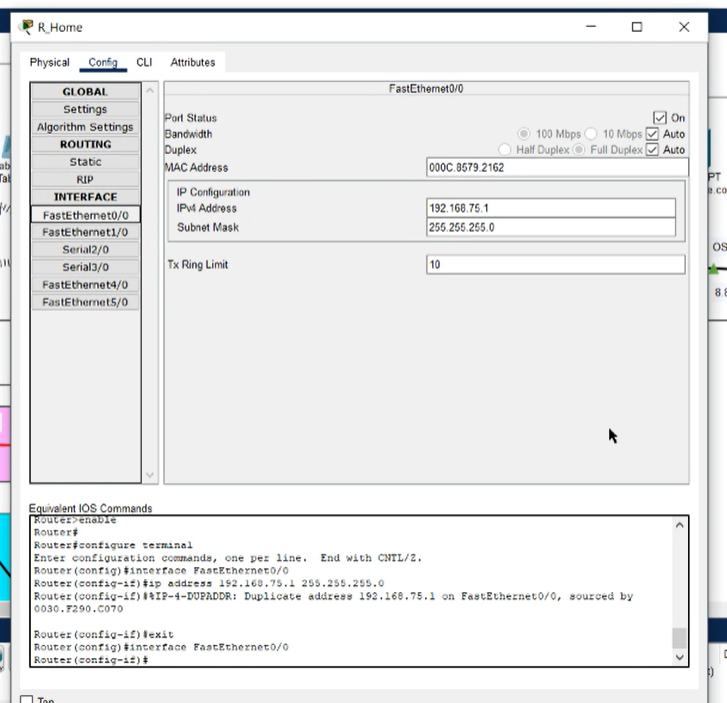 R_Home
Physical Config CLI Attributes
GLOBAL
Settings
Algorithm Settings
ROUTING
Static
RIP
INTERFACE
FastEthernet0/0
FastEthernet1/0
Serial2/0
Serial3/0
FastEthernet4/0
FastEthernet5/0
FastEthernet0/0
Port Status On
Bandwidth 100 Mbps 10 Mbps Auto
Duplex Half Duplex Full Duplex Auto
MAC Address 000C.8579.2162
IP Configuration
IPv4 Address 192.168.75.1
Subnet Mask 255.255.255.0
Tx Ring Limit 10
Equivalent IOS Commands
Router>enable
Router#
Router#configure terminal
Enter configuration commands, one per line. End with CNTL/Z.
Router(config)#interface FastEthernet0/0
Router(config-if)#ip address 192.168.75.1 255.255.255.0
Router(config-if)#%IP-4-DUPADDR: Duplicate address 192.168.75.1 on FastEthernet0/0, sourced by
0030.F290.C070
Router(config-if)#exit
Router(config)#interface FastEthernet0/0
Router(config-if)#
Top
PT
OS